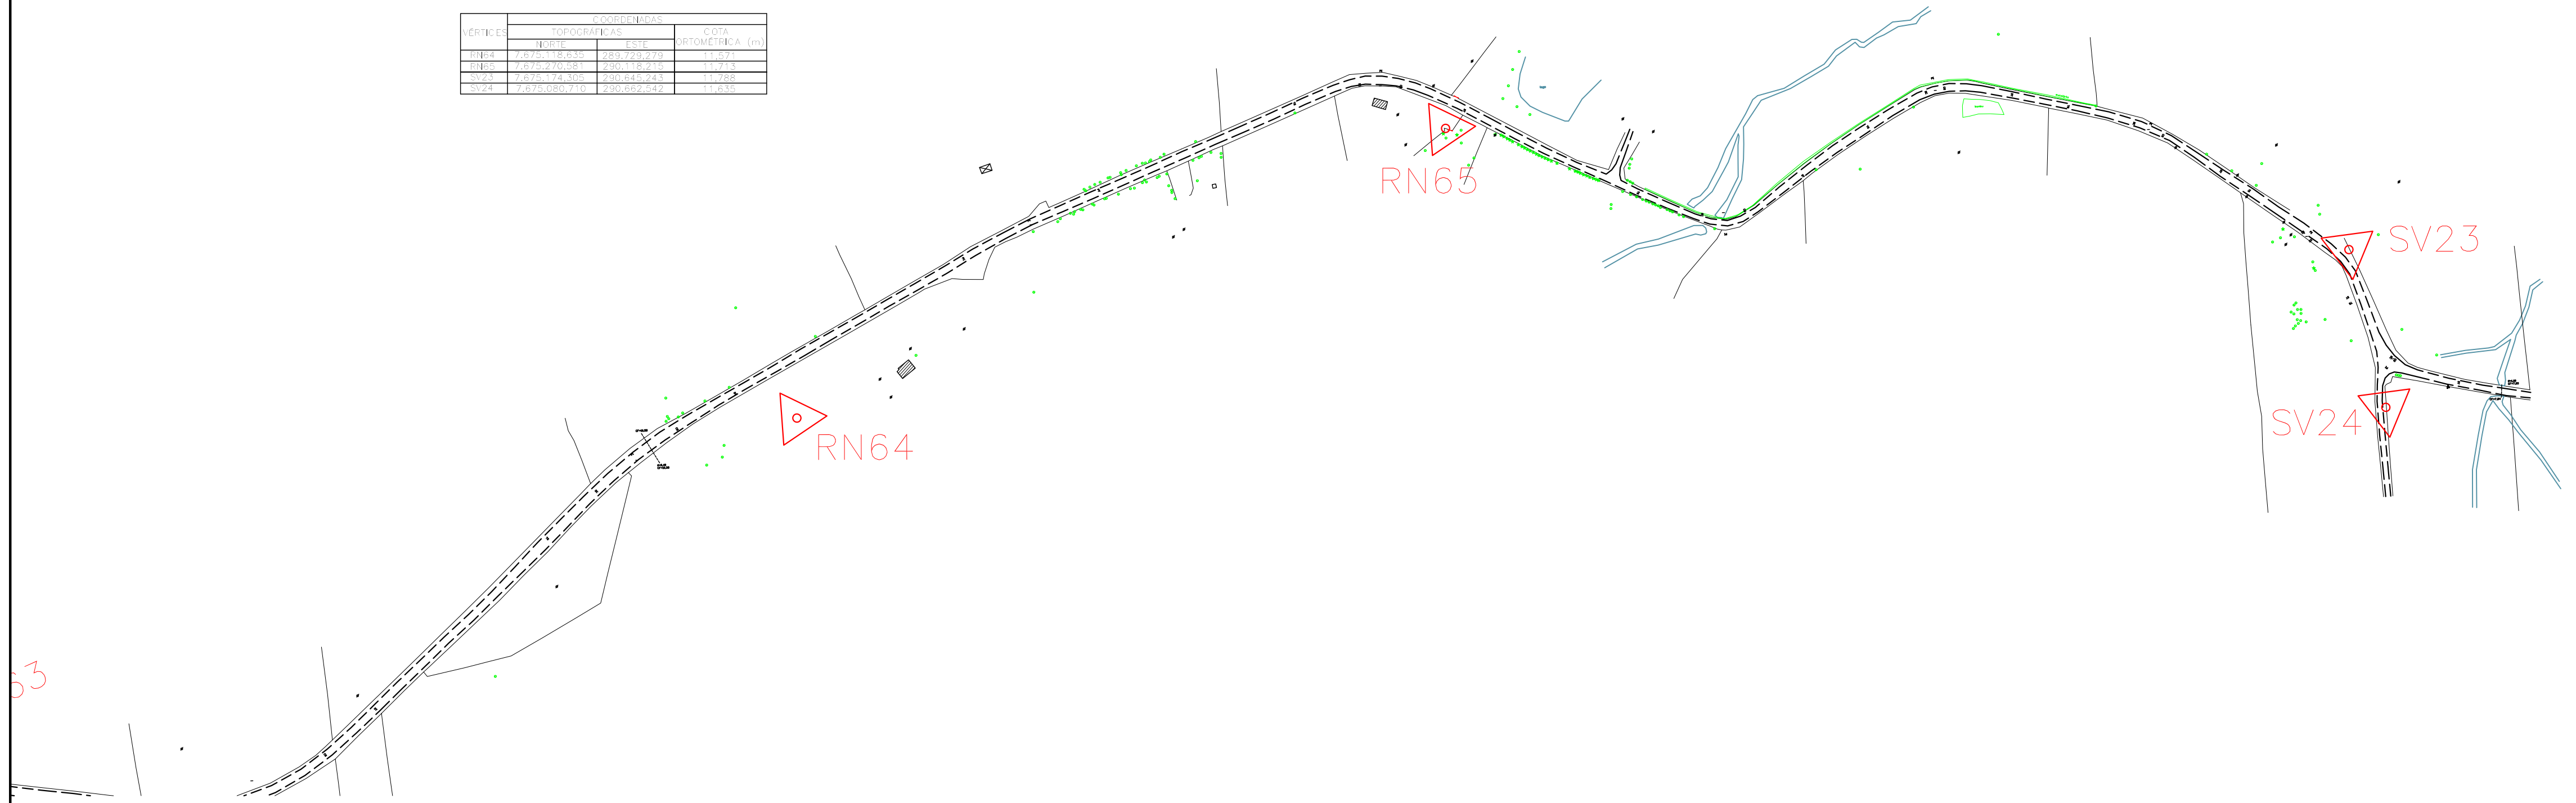 COORDENADAS
VÉRTICES TOPOGRÁFICAS COTA ORTOMÉTRICA (m)
NORTE ESTE
RN64 7.675.118,635 289.729,279 11,571
RN65 7.675.270,581 290.118,215 11,713
SV23 7.675.174,305 290.645,243 11,788
SV24 7.675.080,710 290.662,542 11,635
RN65
SV23
SV24
RN64
63